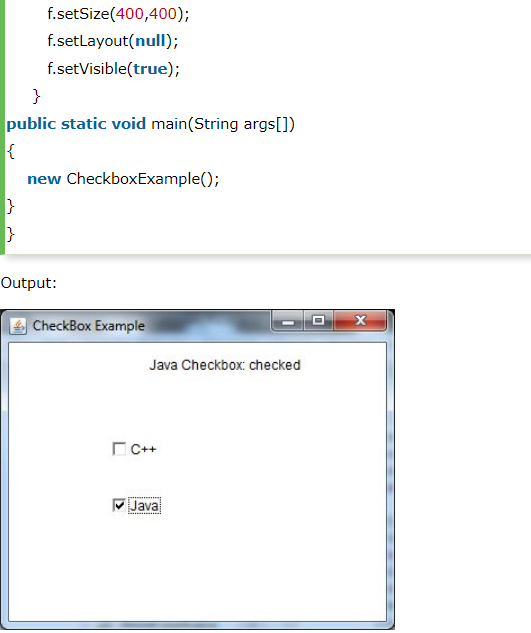 f.setSize(400,400);
f.setLayout(null);
f.setVisible(true);
}
public static void main(String args[])
{
new CheckboxExample();
}
}
Output:
CheckBox Example
Java Checkbox: checked
C++
Java